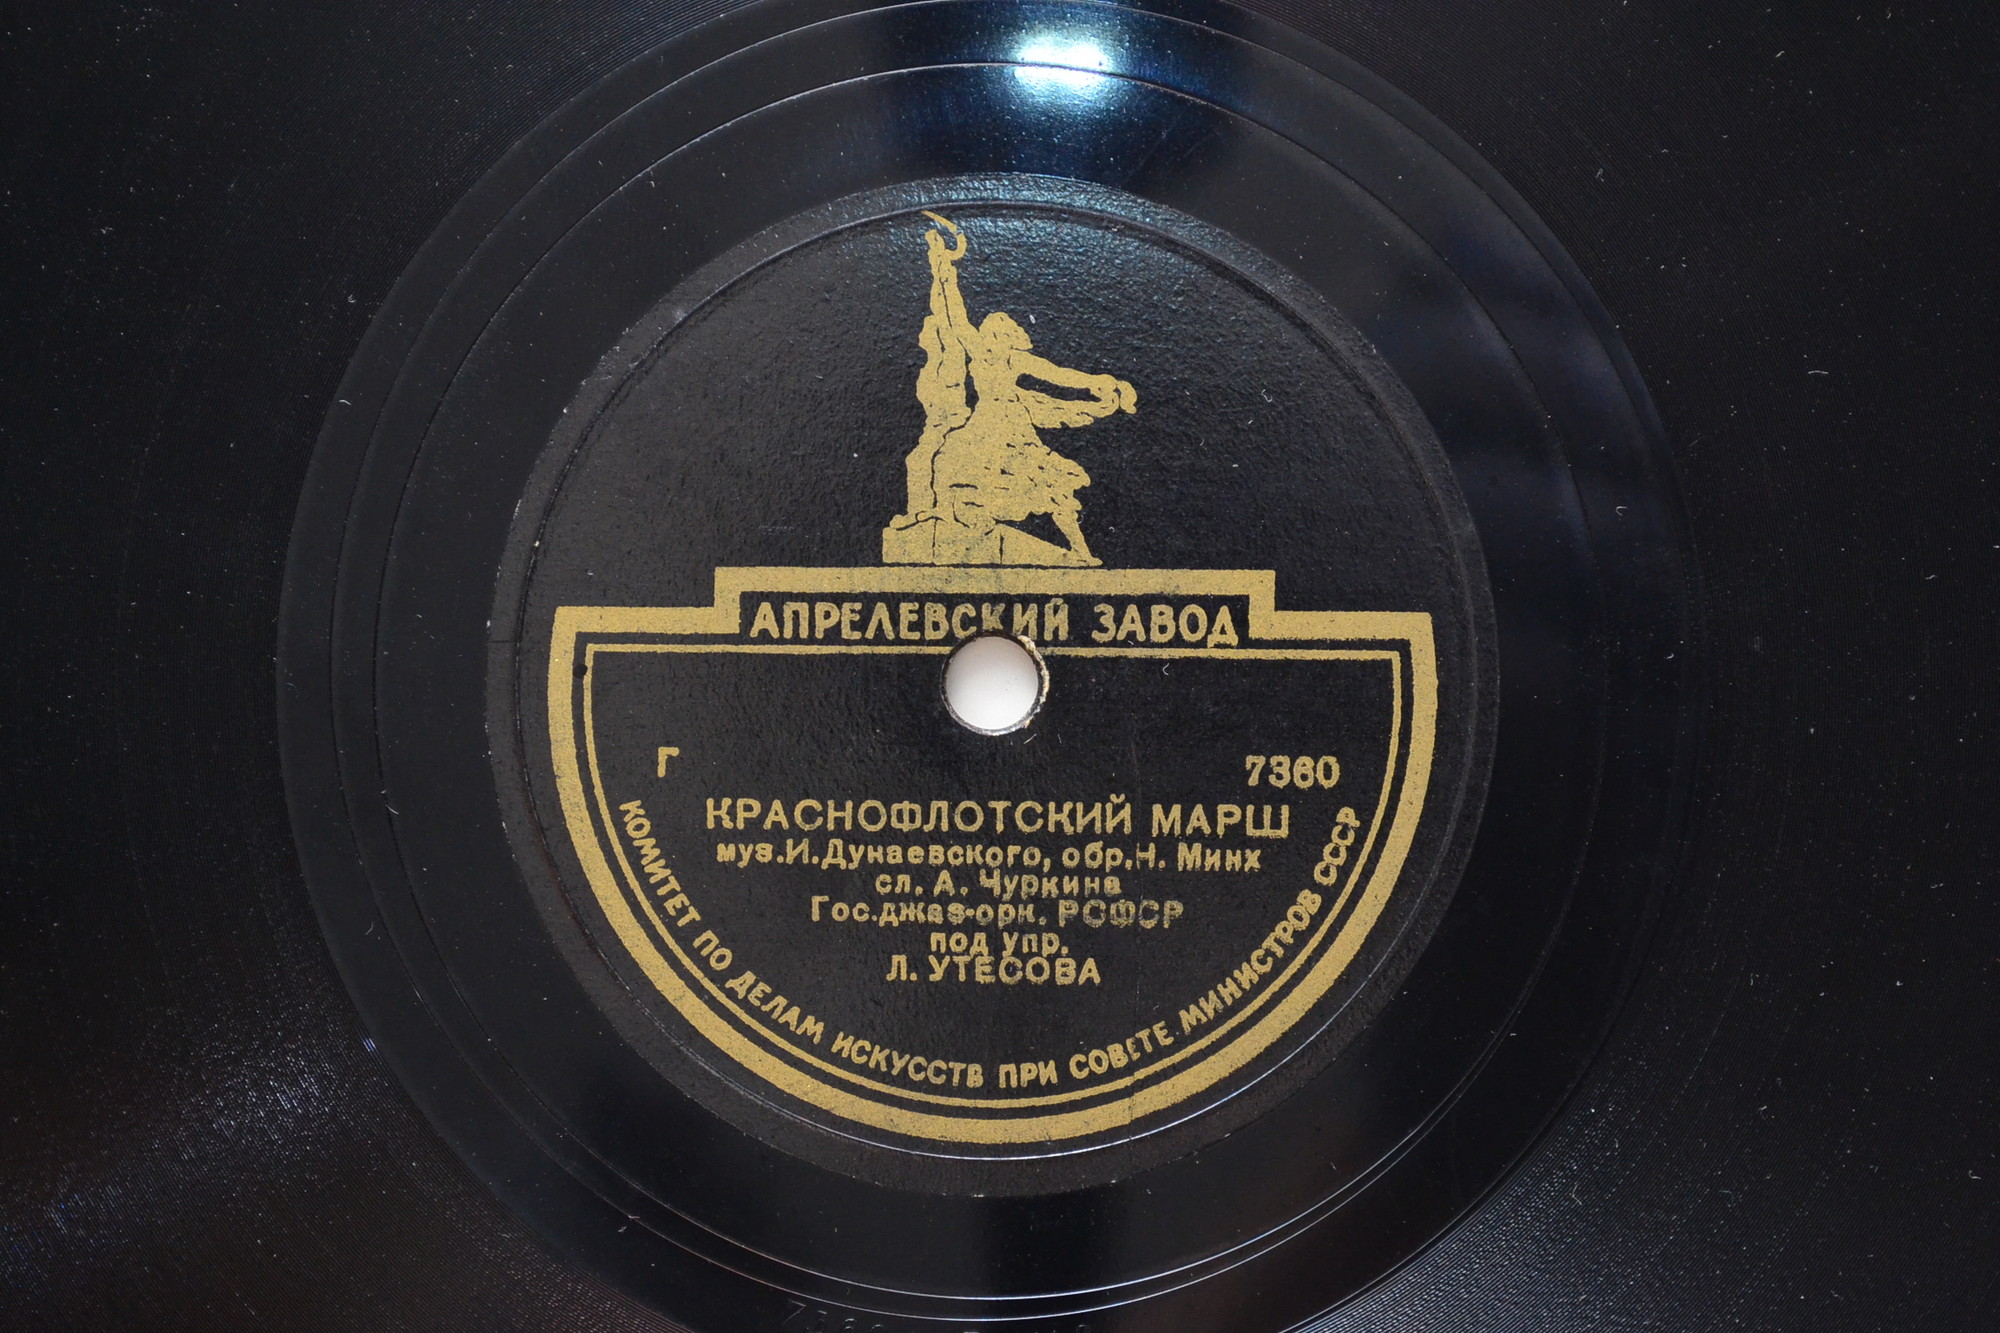 АПРЕЛЕВСКИЙ ЗАВОД
Г 7360
КРАСНОФЛОТСКИЙ МАРШ
муз.И.Дунаевского, обр.Н. Минх
сл. А. Чуркина
Гос.джаз-орк. РСФСР
под упр.
Л. УТЕСОВА
КОМИТЕТ ПО ДЕЛАМ ИСКУССТВ ПРИ СОВЕТЕ МИНИСТРОВ СССР